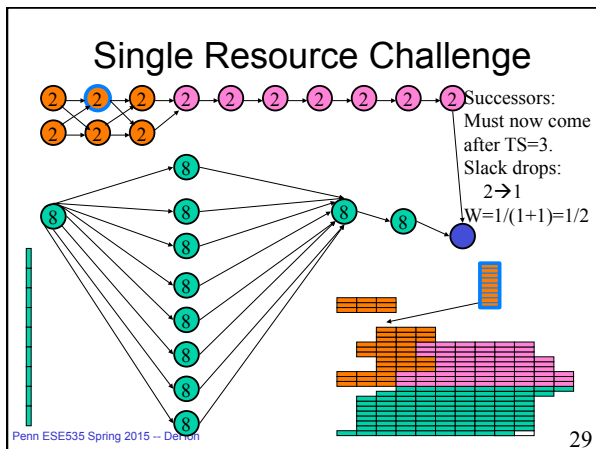 Single Resource Challenge
2 2 2 2 2 2 2 2 2 2 2
Successors:
2 2 2
Must now come
after TS=3.
Slack drops:
2→1
W=1/(1+1)=1/2
8
8
8 8 8
8
8
8
8
8
8
Penn ESE535 Spring 2015 --
29